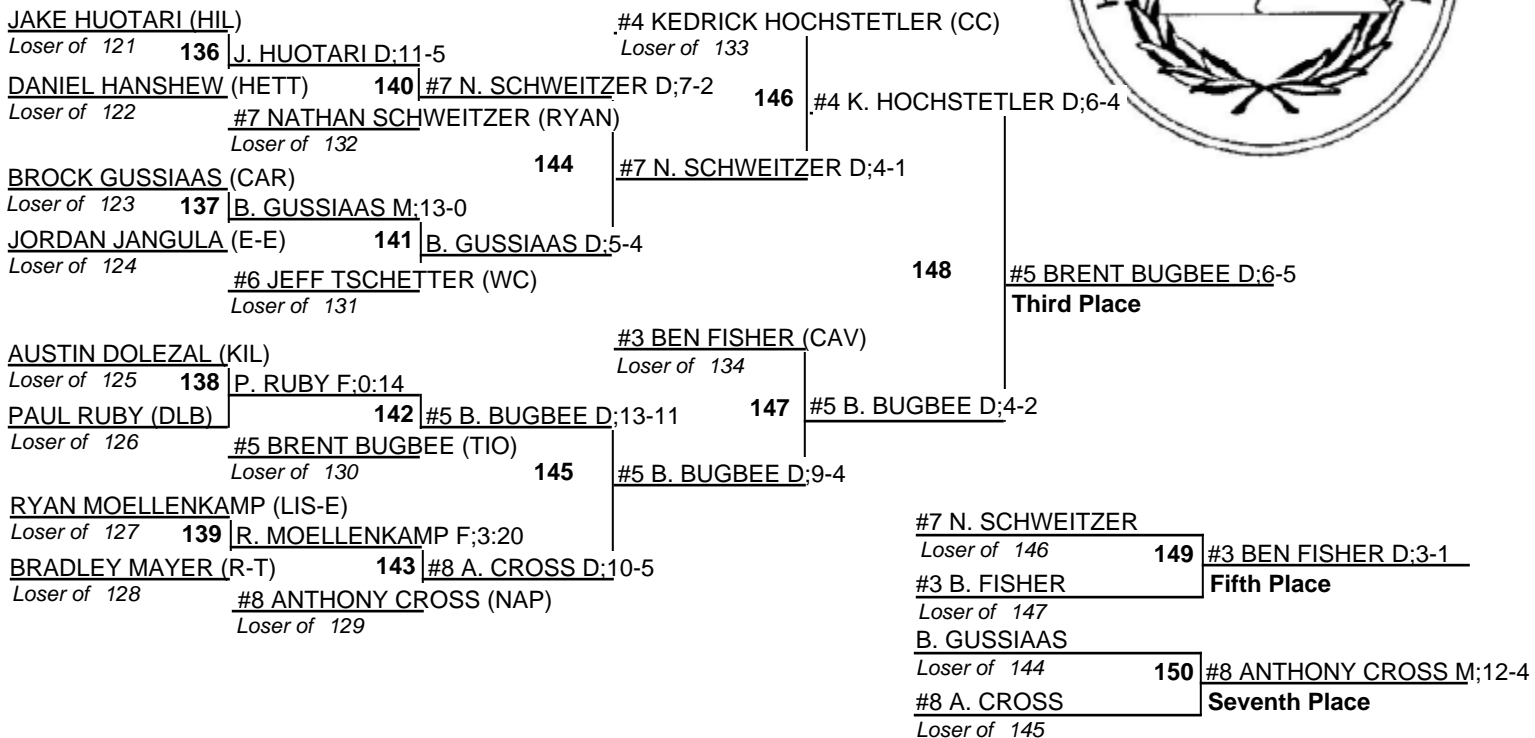 JAKE HUOTARI (HIL)
Loser of 121
136
J. HUOTARI D;11-5
DANIEL HANSHEW (HETT)
Loser of 122
140
#7 N. SCHWEITZER D;7-2
#7 NATHAN SCHWEITZER (RYAN)
Loser of 132
BROCK GUSSIAAS (CAR)
Loser of 123
137
B. GUSSIAAS M;13-0
JORDAN JANGULA (E-E)
Loser of 124
141
B. GUSSIAAS D;5-4
#6 JEFF TSCHETTER (WC)
Loser of 131
144
#7 N. SCHWEITZER D;4-1
#4 KEDRICK HOCHSTETLER (CC)
Loser of 133
146
#4 K. HOCHSTETLER D;6-4
AUSTIN DOLEZAL (KIL)
Loser of 125
138
P. RUBY F;0:14
PAUL RUBY (DLB)
Loser of 126
142
#5 B. BUGBEE D;13-11
#5 BRENT BUGBEE (TIO)
Loser of 130
RYAN MOELLENKAMP (LIS-E)
Loser of 127
139
R. MOELLENKAMP F;3:20
BRADLEY MAYER (R-T)
Loser of 128
143
#8 A. CROSS D;10-5
#8 ANTHONY CROSS (NAP)
Loser of 129
145
#5 B. BUGBEE D;9-4
#3 BEN FISHER (CAV)
Loser of 134
147
#5 B. BUGBEE D;4-2
148
#5 BRENT BUGBEE D;6-5
Third Place
#7 N. SCHWEITZER
Loser of 146
149
#3 BEN FISHER D;3-1
Fifth Place
#3 B. FISHER
Loser of 147
B. GUSSIAAS
Loser of 144
150
#8 ANTHONY CROSS M;12-4
Seventh Place
#8 A. CROSS
Loser of 145